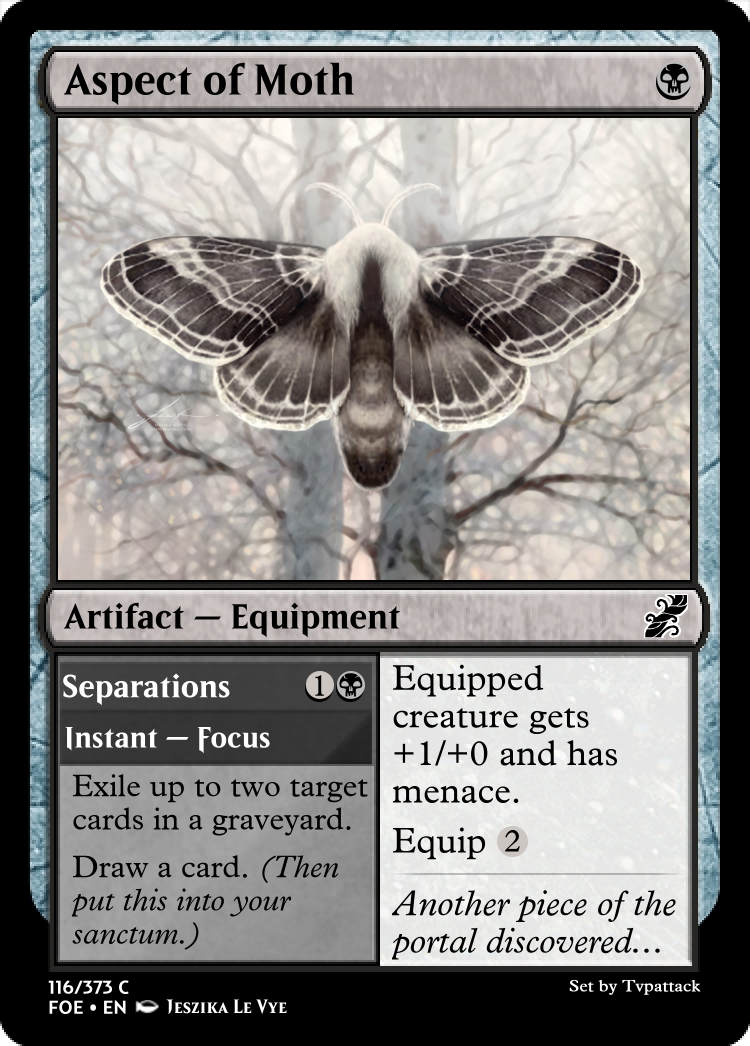 Aspect of Moth
Artifact — Equipment
Separations 1
Instant — Focus
Exile up to two target
cards in a graveyard.
Draw a card. (Then
put this into your
sanctum.)
Equipped
creature gets
+1/+0 and has
menace.
Equip 2
Another piece of the
portal discovered...
116/373 C
FOE • EN Jeszika Le Vye
Set by Tvpattack